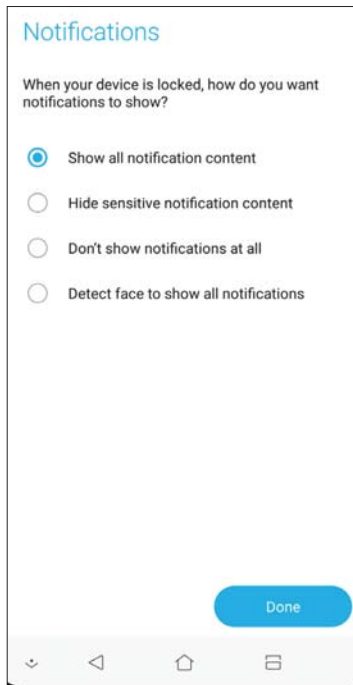 Notifications
When your device is locked, how do you want
notifications to show?
Show all notification content
Hide sensitive notification content
Don't show notifications at all
Detect face to show all notifications
Done